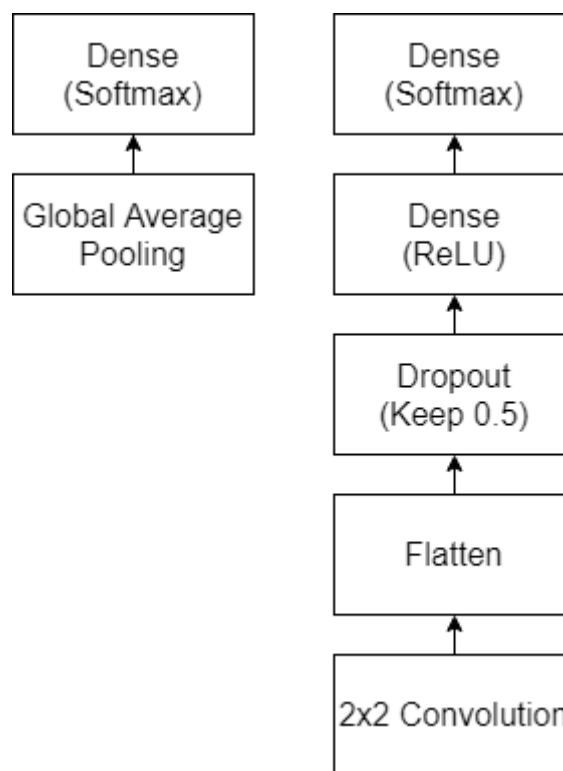 Dense
(Softmax)
Global Average
Pooling
Dense
(Softmax)
Dense
(ReLU)
Dropout
(Keep 0.5)
Flatten
2x2 Convolution